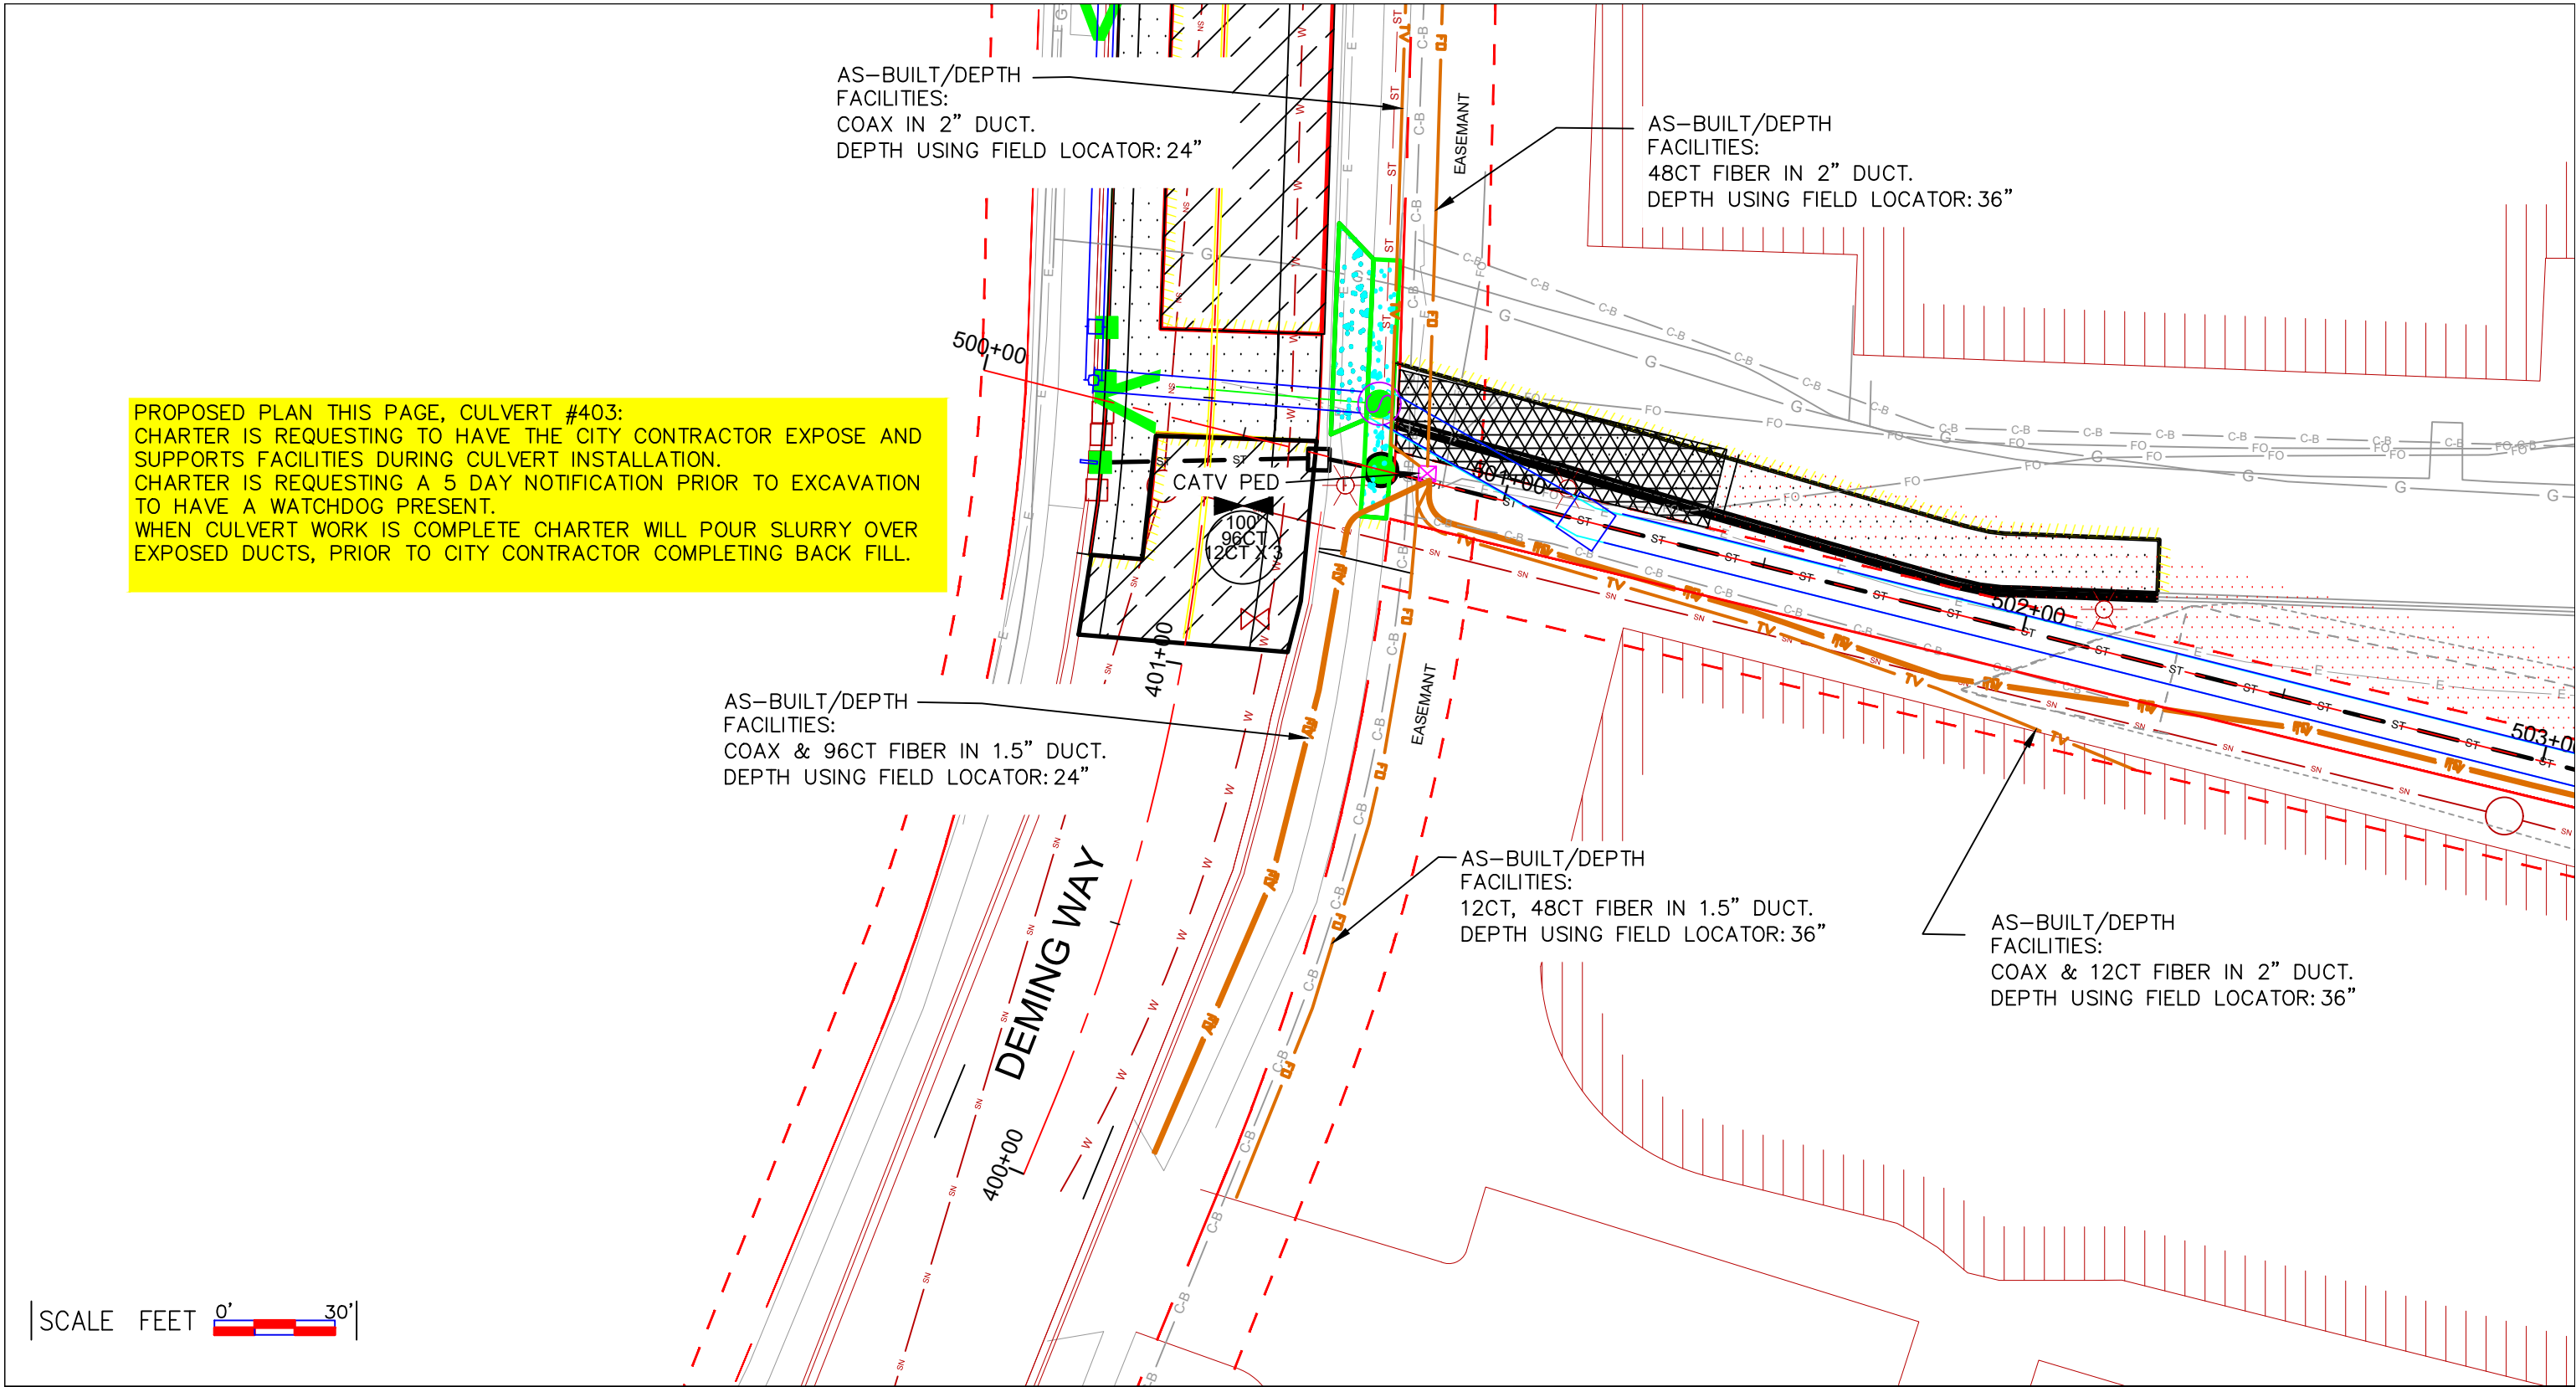 AS-BUILT/DEPTH
FACILITIES:
COAX IN 2” DUCT.
DEPTH USING FIELD LOCATOR: 24”
AS-BUILT/DEPTH
FACILITIES:
48CT FIBER IN 2” DUCT.
DEPTH USING FIELD LOCATOR: 36”
EASEMANT
500+00
PROPOSED PLAN THIS PAGE, CULVERT #403:
CHARTER IS REQUESTING TO HAVE THE CITY CONTRACTOR EXPOSE AND
SUPPORTS FACILITIES DURING CULVERT INSTALLATION.
CHARTER IS REQUESTING A 5 DAY NOTIFICATION PRIOR TO EXCAVATION
TO HAVE A WATCHDOG PRESENT.
WHEN CULVERT WORK IS COMPLETE CHARTER WILL POUR SLURRY OVER
EXPOSED DUCTS, PRIOR TO CITY CONTRACTOR COMPLETING BACK FILL.
CATV PED
100'
96CT
12CT X 3
501+00
502+00
503+00
401+00
EASEMANT
AS-BUILT/DEPTH
FACILITIES:
COAX & 96CT FIBER IN 1.5” DUCT.
DEPTH USING FIELD LOCATOR: 24”
AS-BUILT/DEPTH
FACILITIES:
12CT, 48CT FIBER IN 1.5” DUCT.
DEPTH USING FIELD LOCATOR: 36”
AS-BUILT/DEPTH
FACILITIES:
COAX & 12CT FIBER IN 2” DUCT.
DEPTH USING FIELD LOCATOR: 36”
DEMING WAY
400+00
SCALE FEET 0' 30'